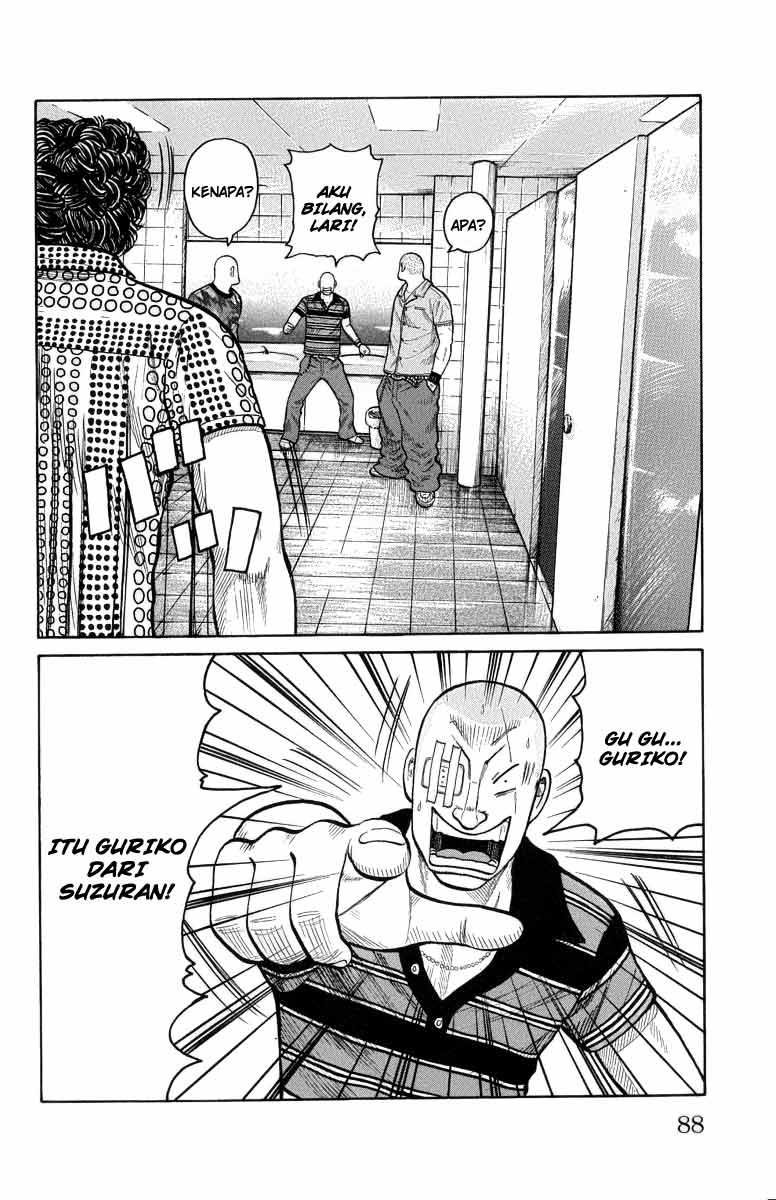 KENAPA?
AKU
BILANG,
LARI!
APA?
GU GU...
GURIKO!
ITU GURIKO
DARI
SUZURAN!
88